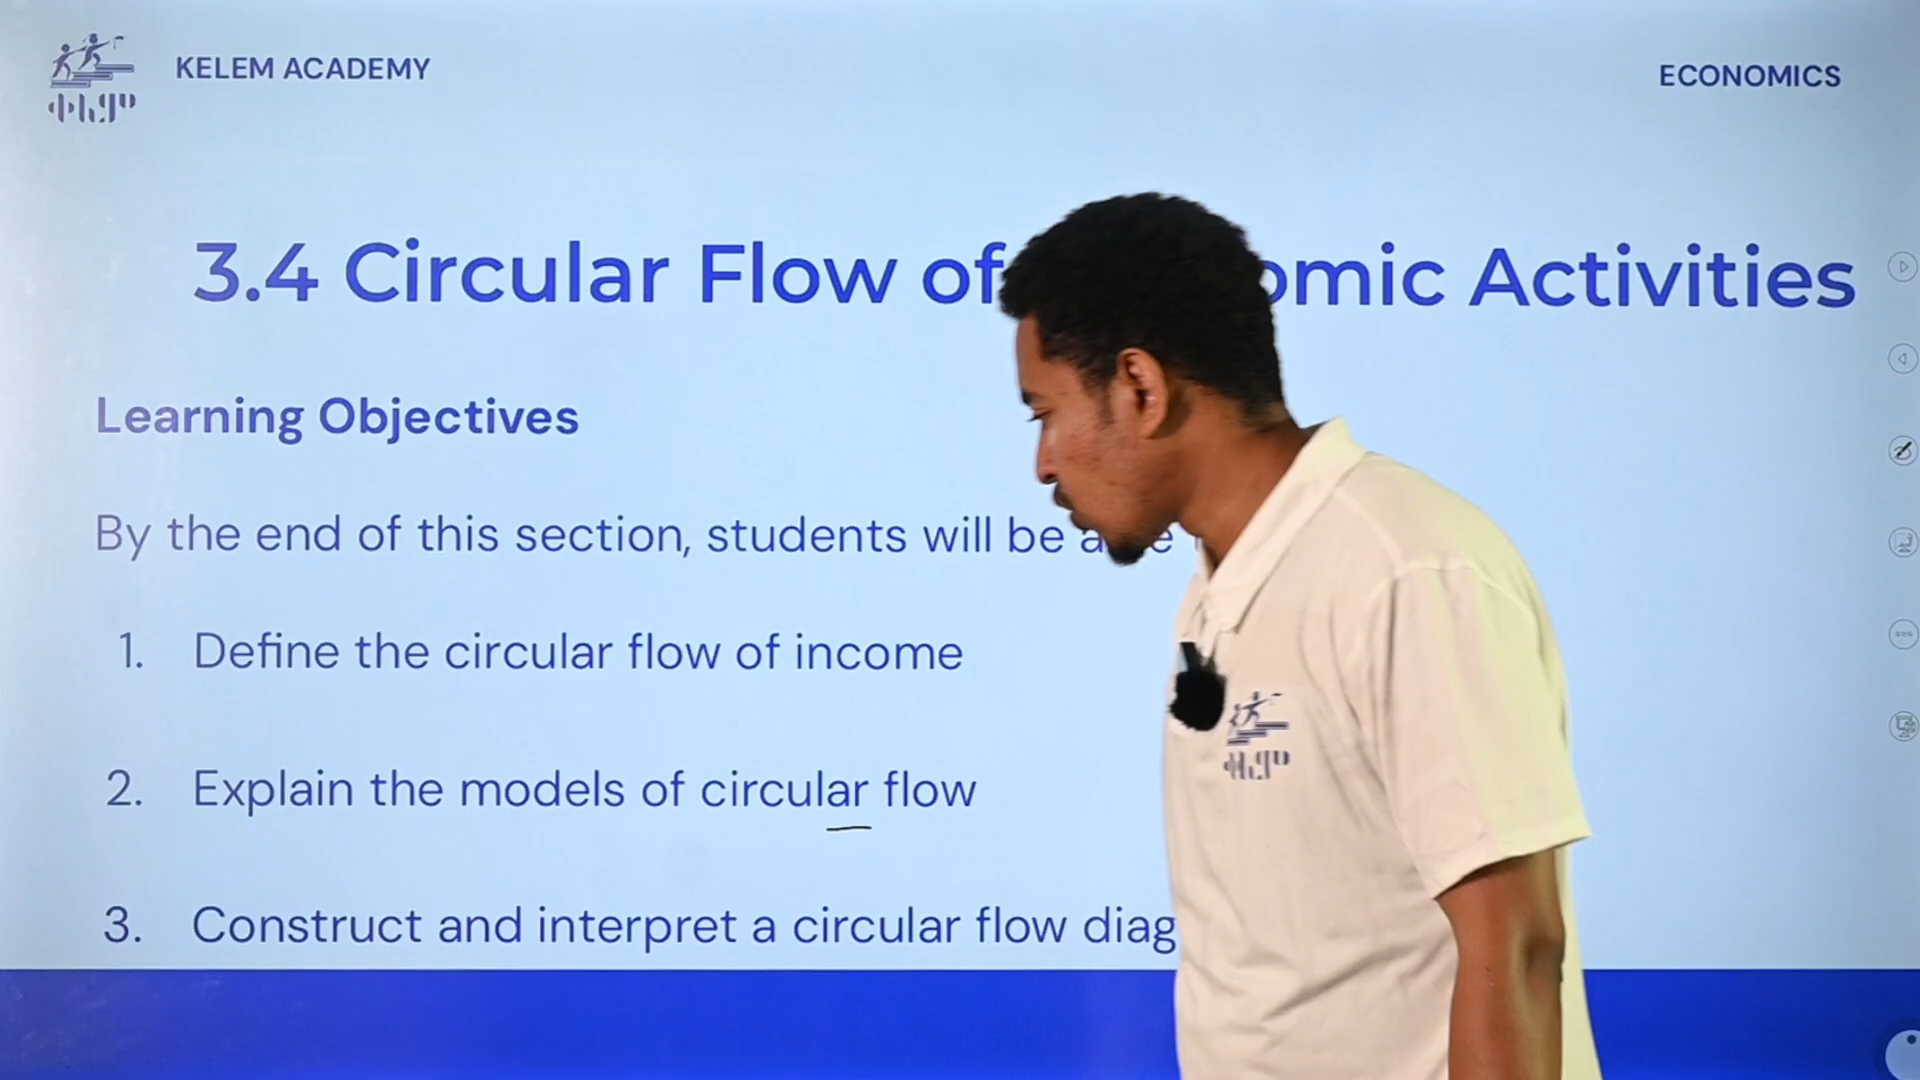 KELEM ACADEMY
ቀለም
ECONOMICS
3.4 Circular Flow of omic Activities
Learning Objectives
By the end of this section, students will be
1. Define the circular flow of income
2. Explain the models of circular flow
3. Construct and interpret a circular flow diag
ቀለም